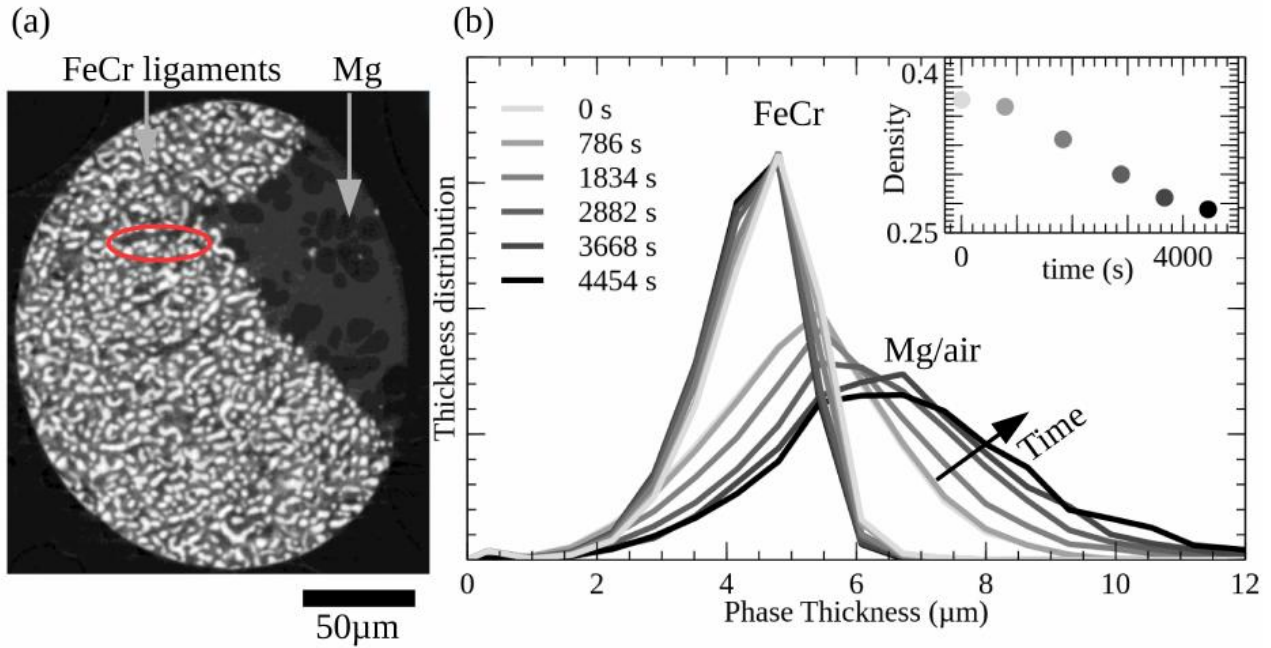 (a)
FeCr ligaments
Mg
50µm
(b)
Thickness distribution
0 s
786 s
1834 s
2882 s
3668 s
4454 s
FeCr
Mg/air
Time
0
2
4
6
8
10
12
Phase Thickness (µm)
Density
0.4
0.25
0
4000
time (s)